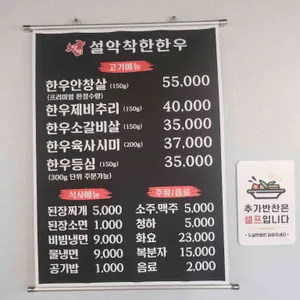 설악착한한우
고기메뉴
한우안창살 (150g) 55,000
(프리미엄 한정수량)
한우제비추리 (150g) 40,000
한우소갈비살 (150g) 35,000
한우육사시미 (200g) 37,000
한우등심 (150g) 35,000
(300g 단위 주문가능)
식사메뉴
된장찌개 5,000
된장소면 1,000
비빔냉면 9,000
물냉면 9,000
공기밥 1,000
주류/음료
소주.맥주 5,000
청하 5,000
화요 23,000
복분자 15,000
음료 2,000
추가반찬은
셀프입니다